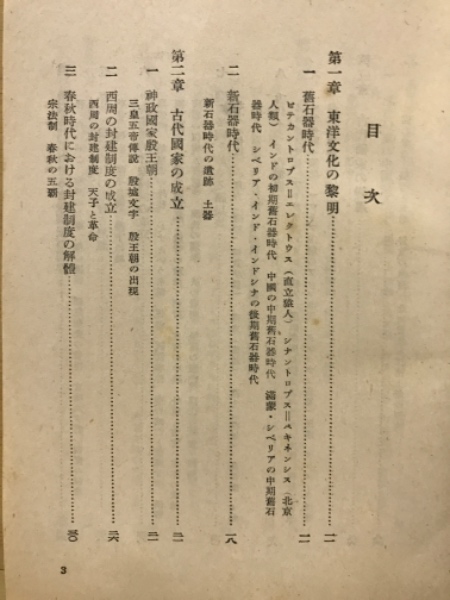 目次
第一章 東洋文化の黎明……一一
一 舊石器時代……一一
ピテカントロプス＝エレクトウス（直立猿人） シナントロプス＝ペキネンシス（北京
人類） インドの初期舊石器時代 中國の中期舊石器時代 滿蒙・シベリアの中期舊石
器時代 シベリア・インド・インドシナの後期舊石器時代
二 新石器時代……一八
新石器時代の遺跡 土器
第二章 古代國家の成立……二一
一 神政國家殷王朝……二一
三皇五帝傳說 殷墟文字 殷王朝の出現
二 西周の封建制度の成立……二六
西周の封建制度 天子と革命
三 春秋時代における封建制度の解體……三〇
宗法制 春秋の五霸
3